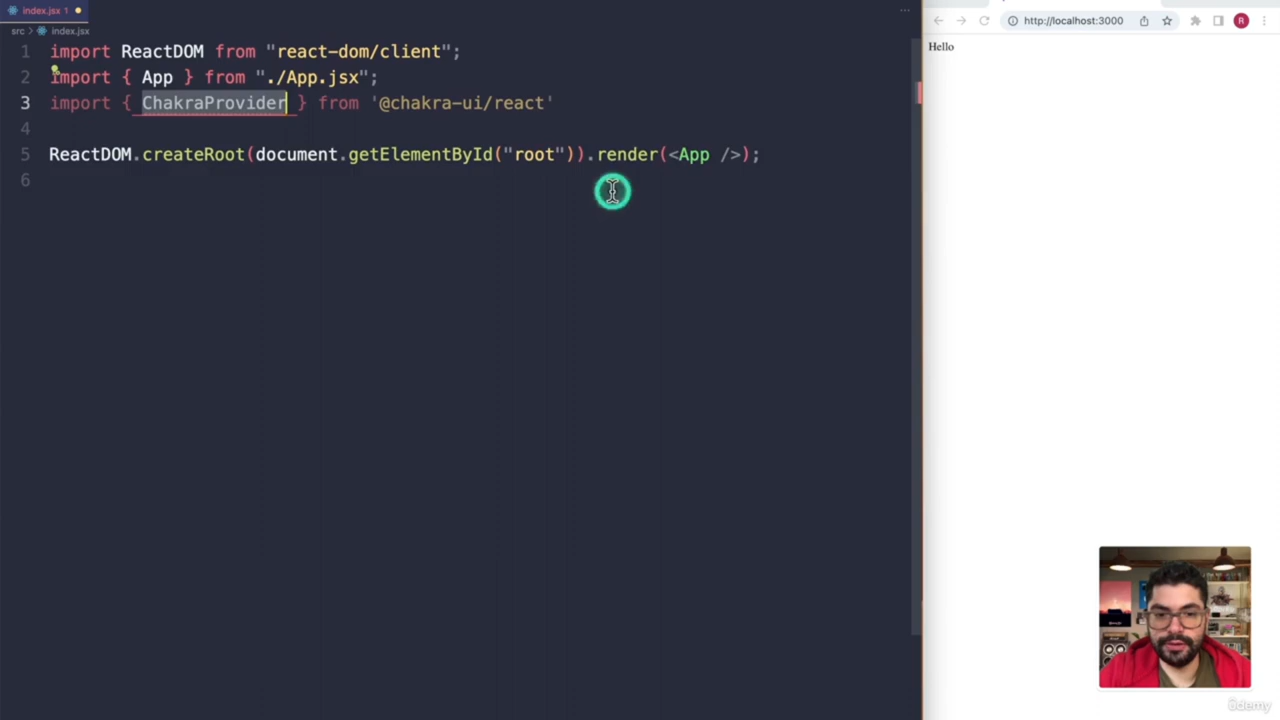 index.jsx 1
src > index.jsx
http://localhost:3000
R
Hello
1 import ReactDOM from "react-dom/client";
2 import { App } from "./App.jsx";
3 import { ChakraProvider } from '@chakra-ui/react'
4
5 ReactDOM.createRoot(document.getElementById("root")).render(<App />);
6
ûdemy